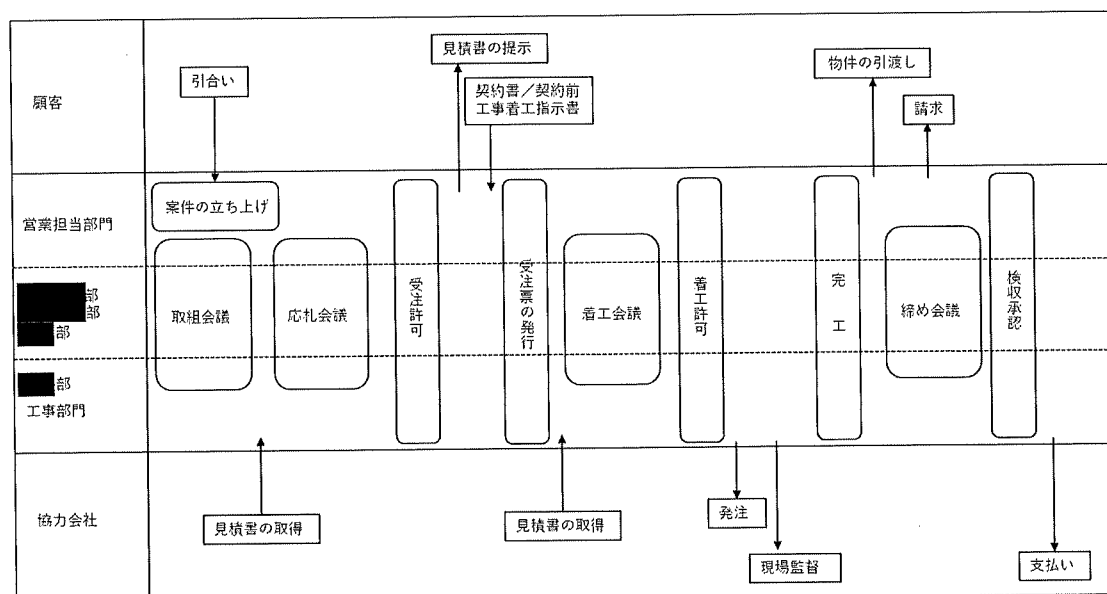 顧客
引合い
見積書の提示
契約書／契約前
工事着工指示書
物件の引渡し
請求
営業担当部門
案件の立ち上げ
部
部
部
取組会議
応札会議
受注許可
受注票の発行
着工会議
着工許可
完工
締め会議
検収承認
部
工事部門
協力会社
見積書の取得
見積書の取得
発注
現場監督
支払い